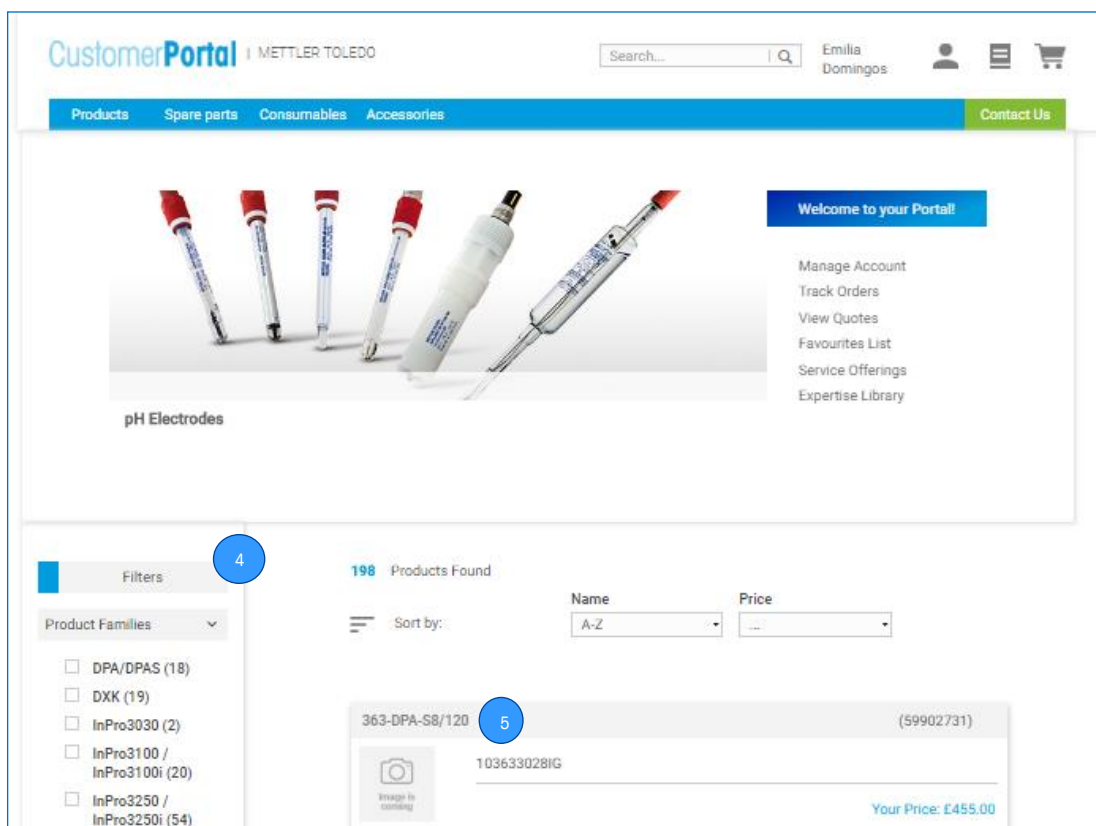 CustomerPortal | METTLER TOLEDO
Search...
Emilia
Domingos
Products Spare parts Consumables Accessories Contact Us
Welcome to your Portal!
Manage Account
Track Orders
View Quotes
Favourites List
Service Offerings
Expertise Library
pH Electrodes
4
Filters
198 Products Found
Name Price
Sort by: A-Z ...
Product Families
DPA/DPAS (18)
DXK (19)
InPro3030 (2)
InPro3100 /
InPro3100i (20)
InPro3250 /
InPro3250i (54)
363-DPA-S8/120 5 (59902731)
103633028IG
Image is
coming
Your Price: £455.00